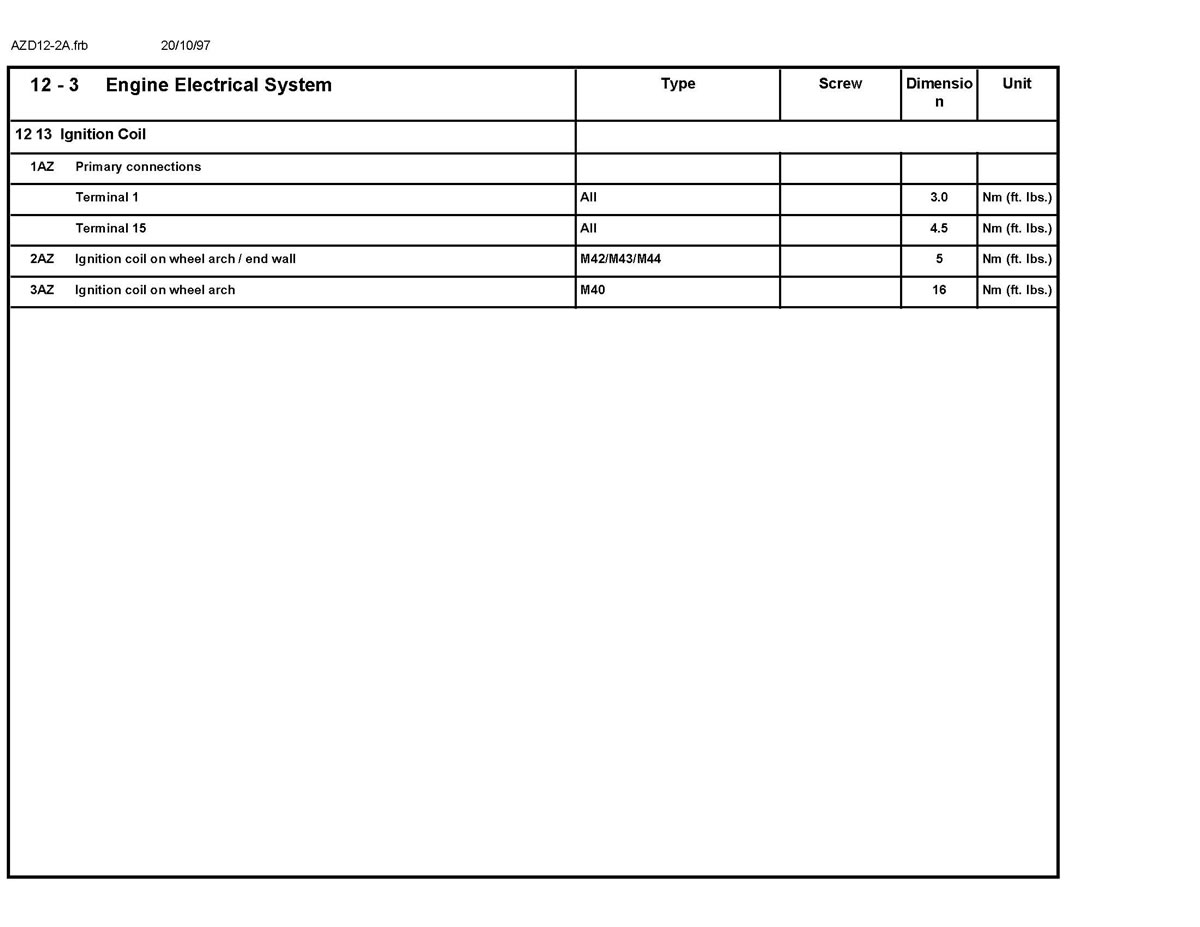 AZD12-2A.frb 20/10/97
12 - 3 Engine Electrical System Type Screw Dimensio
n Unit
12 13 Ignition Coil
1AZ Primary connections
Terminal 1 All 3.0 Nm (ft. lbs.)
Terminal 15 All 4.5 Nm (ft. lbs.)
2AZ Ignition coil on wheel arch / end wall M42/M43/M44 5 Nm (ft. lbs.)
3AZ Ignition coil on wheel arch M40 16 Nm (ft. lbs.)